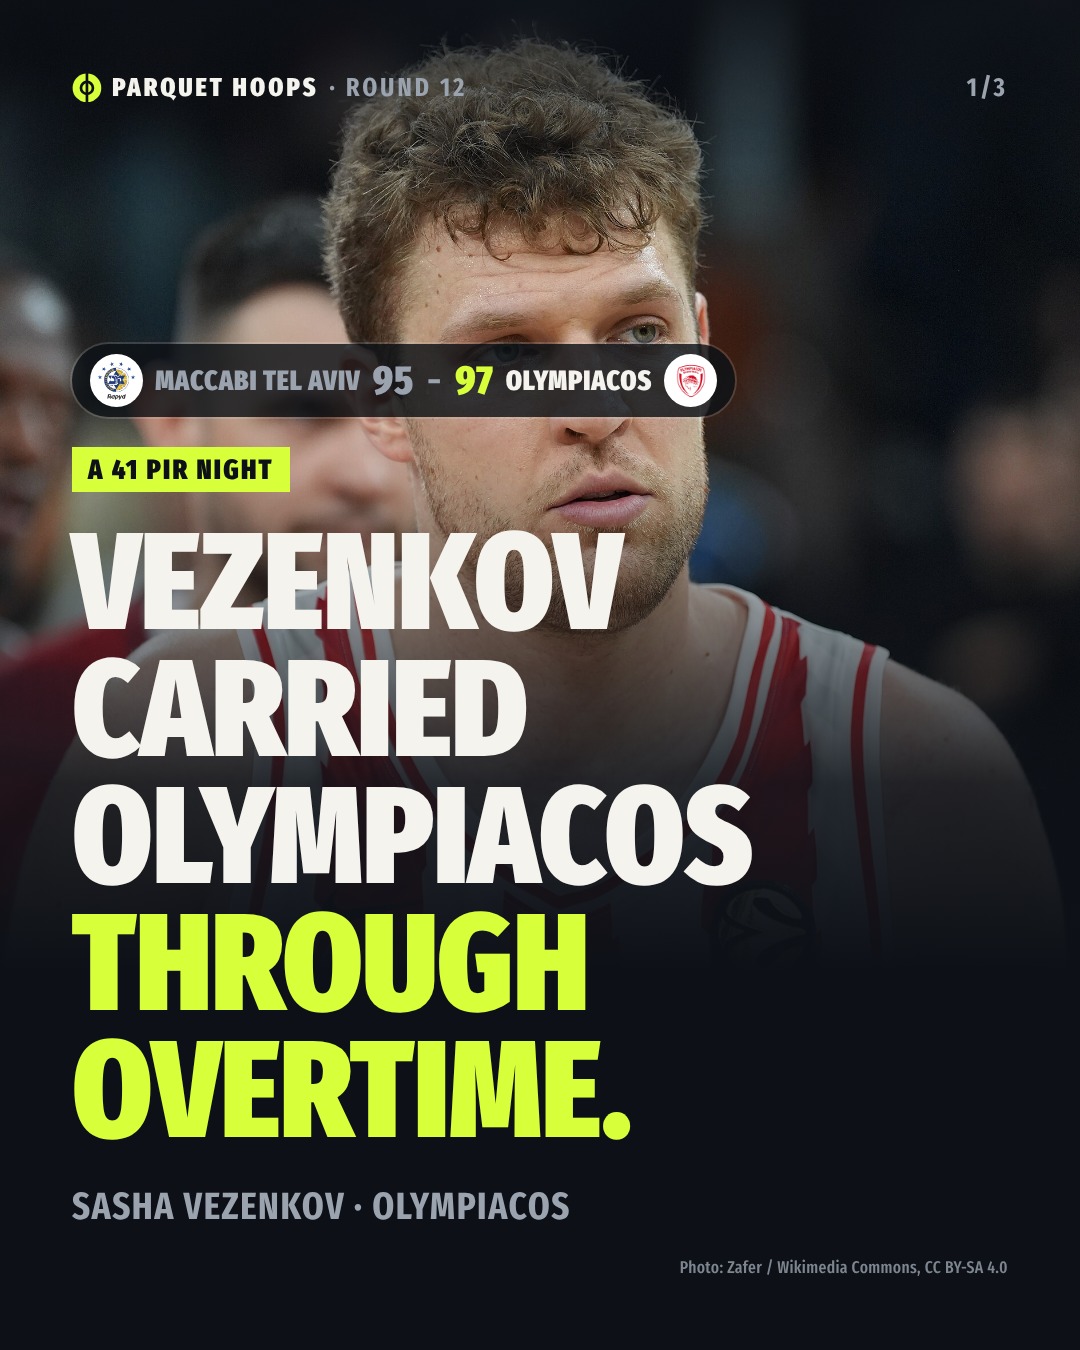 PARQUET HOOPS · ROUND 12
1/3
MACCABI TEL AVIV 95 - 97 OLYMPIACOS
Rapyd
A 41 PIR NIGHT
VEZENKOV
CARRIED
OLYMPIACOS
THROUGH
OVERTIME.
SASHA VEZENKOV · OLYMPIACOS
Photo: Zafer / Wikimedia Commons, CC BY-SA 4.0